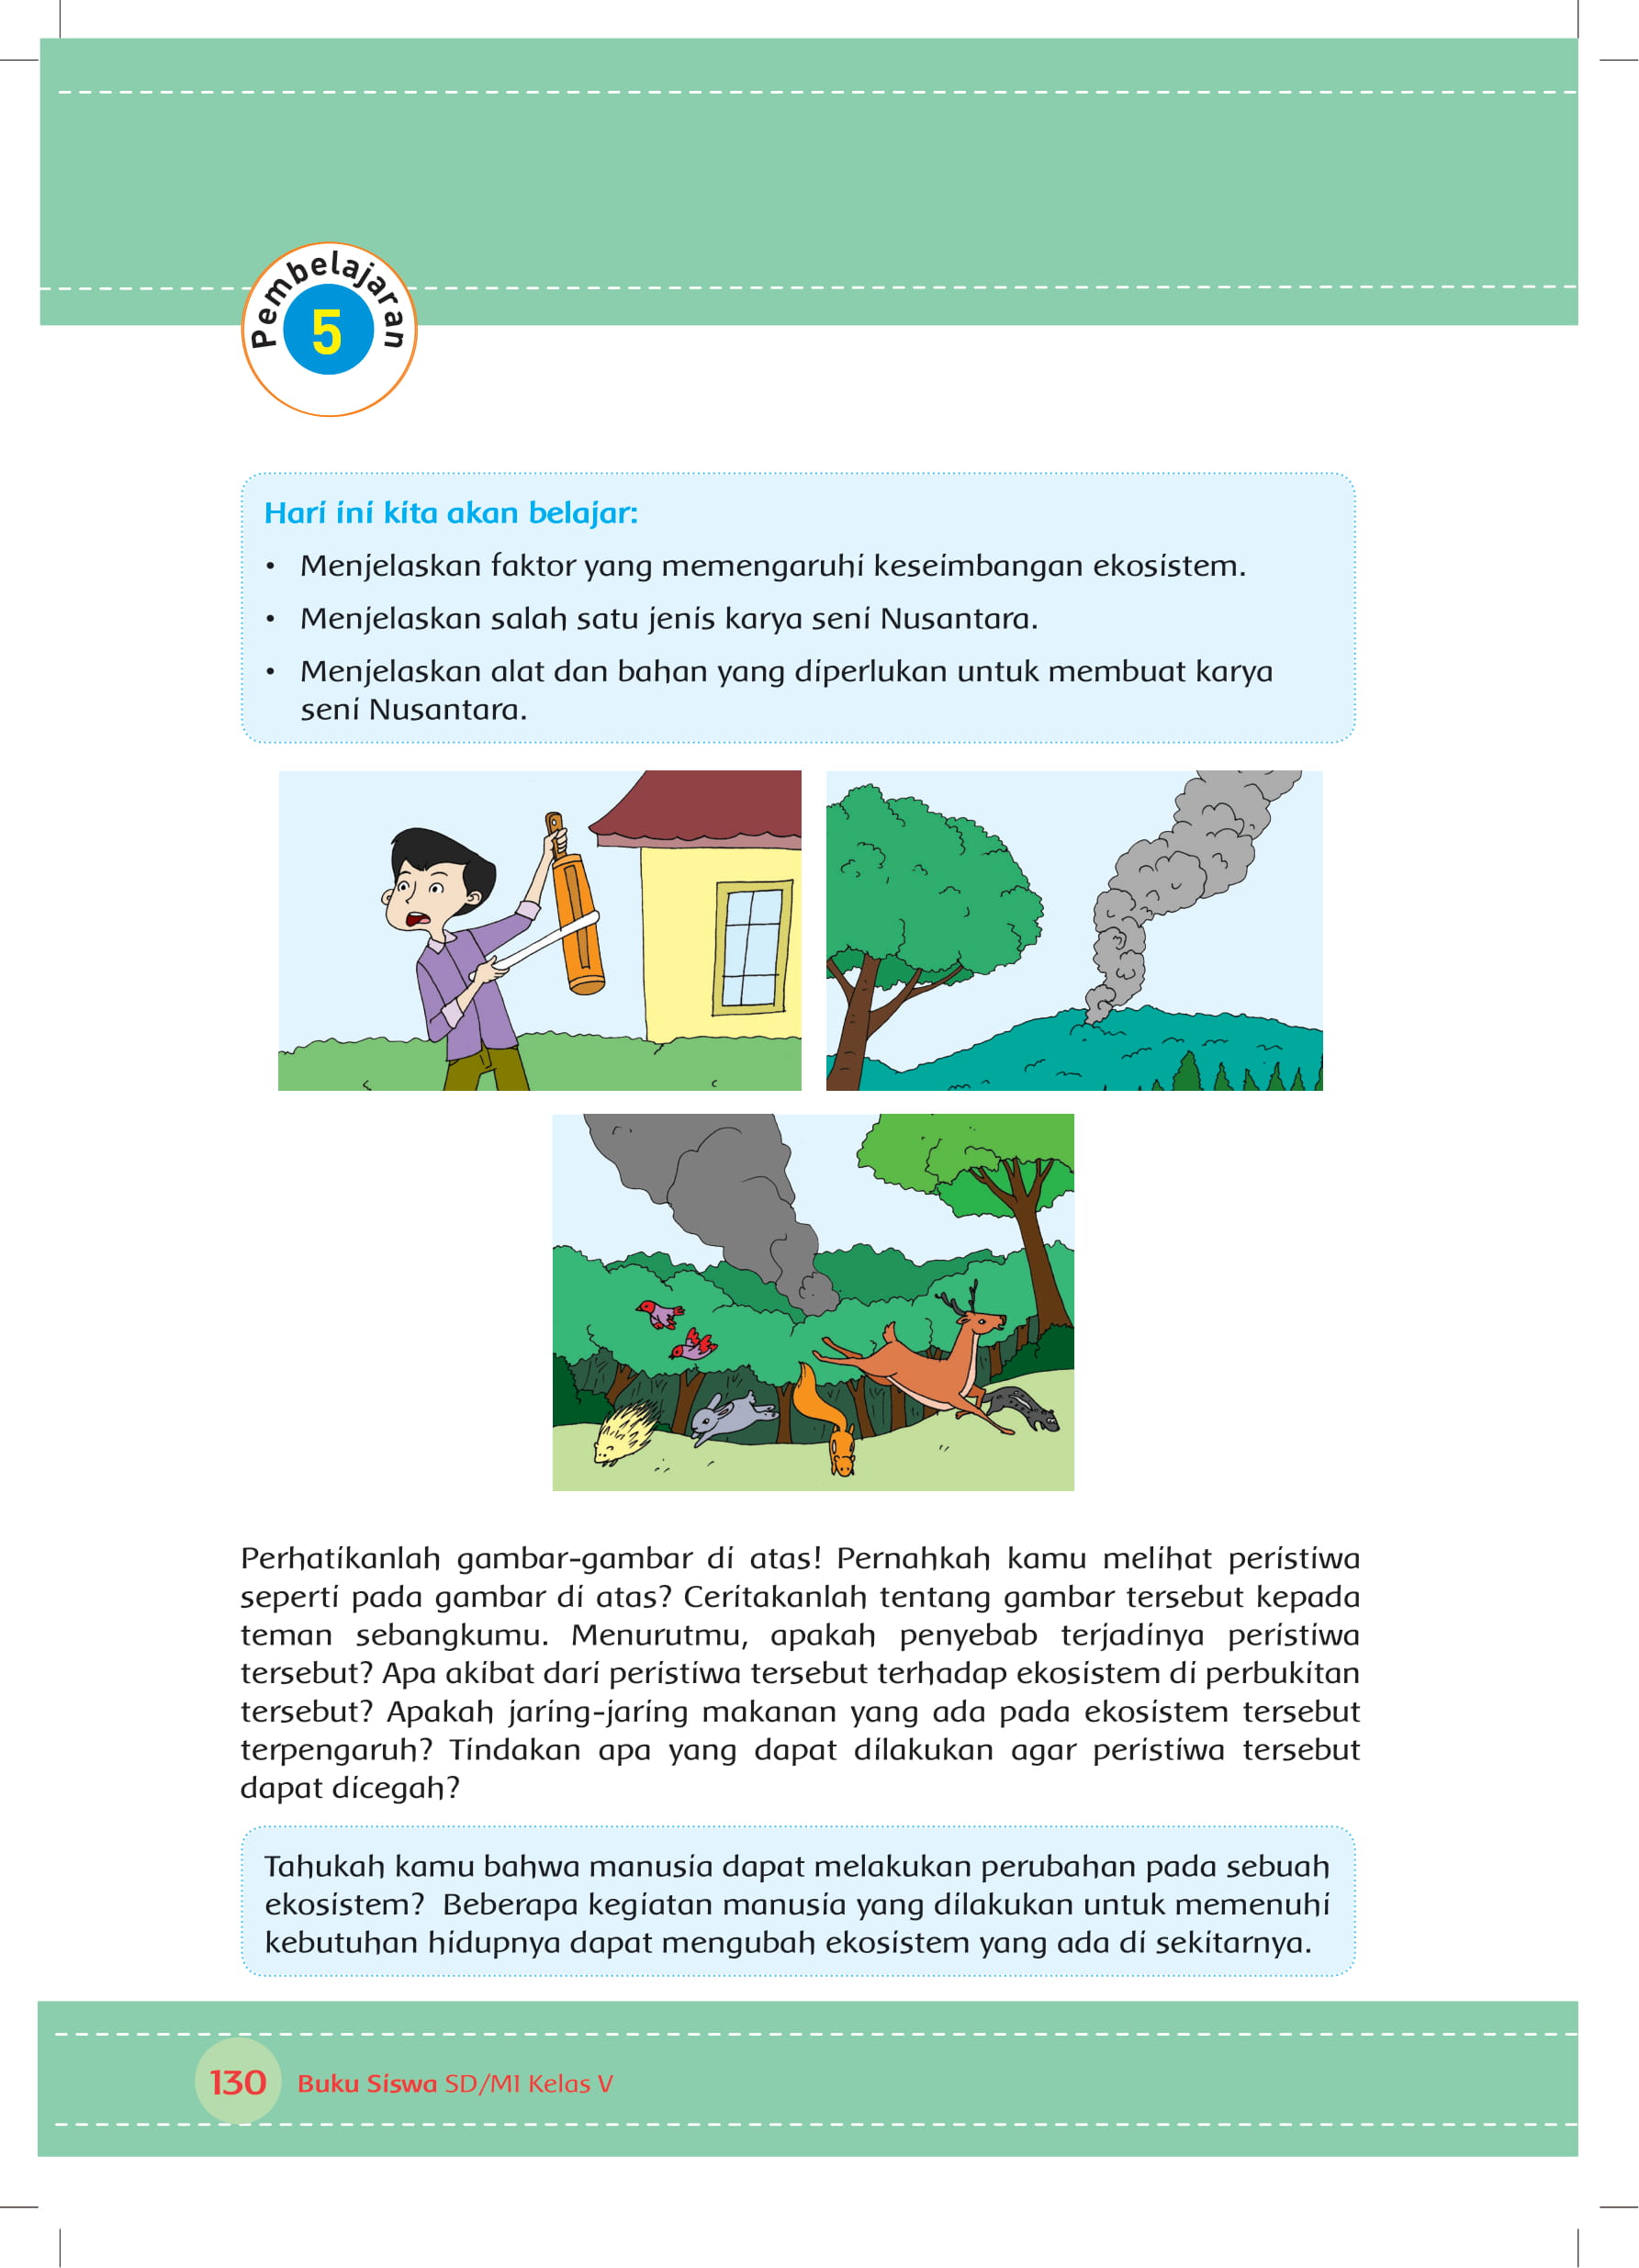 Pembelajaran
5
Hari ini kita akan belajar:
• Menjelaskan faktor yang memengaruhi keseimbangan ekosistem.
• Menjelaskan salah satu jenis karya seni Nusantara.
• Menjelaskan alat dan bahan yang diperlukan untuk membuat karya
seni Nusantara.
Perhatikanlah gambar-gambar di atas! Pernahkah kamu melihat peristiwa
seperti pada gambar di atas? Ceritakanlah tentang gambar tersebut kepada
teman sebangkumu. Menurutmu, apakah penyebab terjadinya peristiwa
tersebut? Apa akibat dari peristiwa tersebut terhadap ekosistem di perbukitan
tersebut? Apakah jaring-jaring makanan yang ada pada ekosistem tersebut
terpengaruh? Tindakan apa yang dapat dilakukan agar peristiwa tersebut
dapat dicegah?
Tahukah kamu bahwa manusia dapat melakukan perubahan pada sebuah
ekosistem? Beberapa kegiatan manusia yang dilakukan untuk memenuhi
kebutuhan hidupnya dapat mengubah ekosistem yang ada di sekitarnya.
130 Buku Siswa SD/MI Kelas V